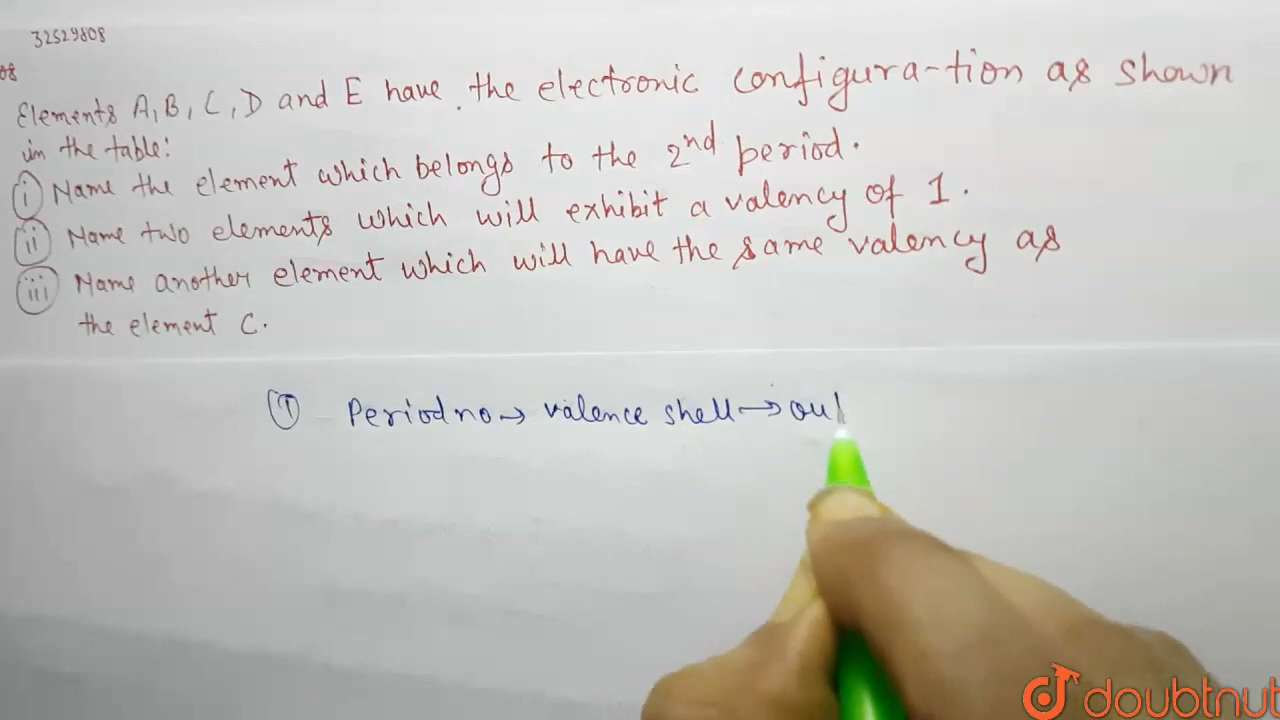 32529808
08
Elements A, B, C, D and E have the electronic configura-tion as shown
in the table:
(i) Name the element which belongs to the 2nd period.
(ii) Name two elements which will exhibit a valency of 1.
(iii) Name another element which will have the same valency as
the element C.
(I) Period no → valence shell → out
doubtnut